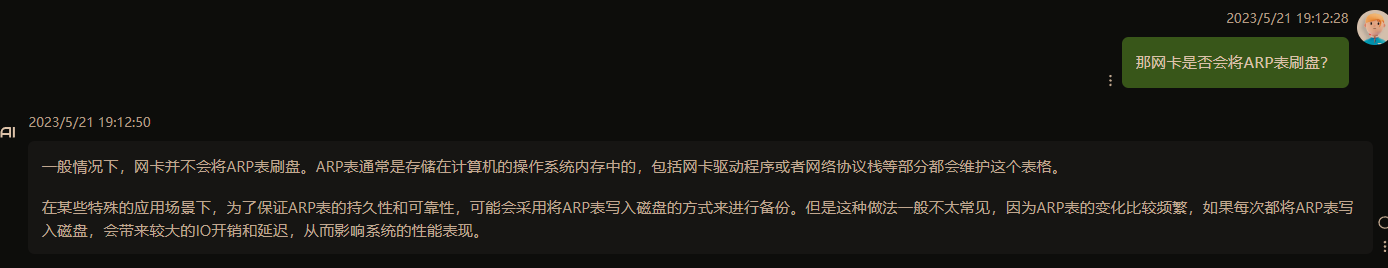 2023/5/21 19:12:28
那网卡是否会将ARP表刷盘？
2023/5/21 19:12:50
AI
一般情况下，网卡并不会将ARP表刷盘。ARP表通常是存储在计算机的操作系统内存中的，包括网卡驱动程序或者网络协议栈等部分都会维护这个表格。
在某些特殊的应用场景下，为了保证ARP表的持久性和可靠性，可能会采用将ARP表写入磁盘的方式来进行备份。但是这种做法一般不太常见，因为ARP表的变化比较频繁，如果每次都将ARP表写
入磁盘，会带来较大的IO开销和延迟，从而影响系统的性能表现。